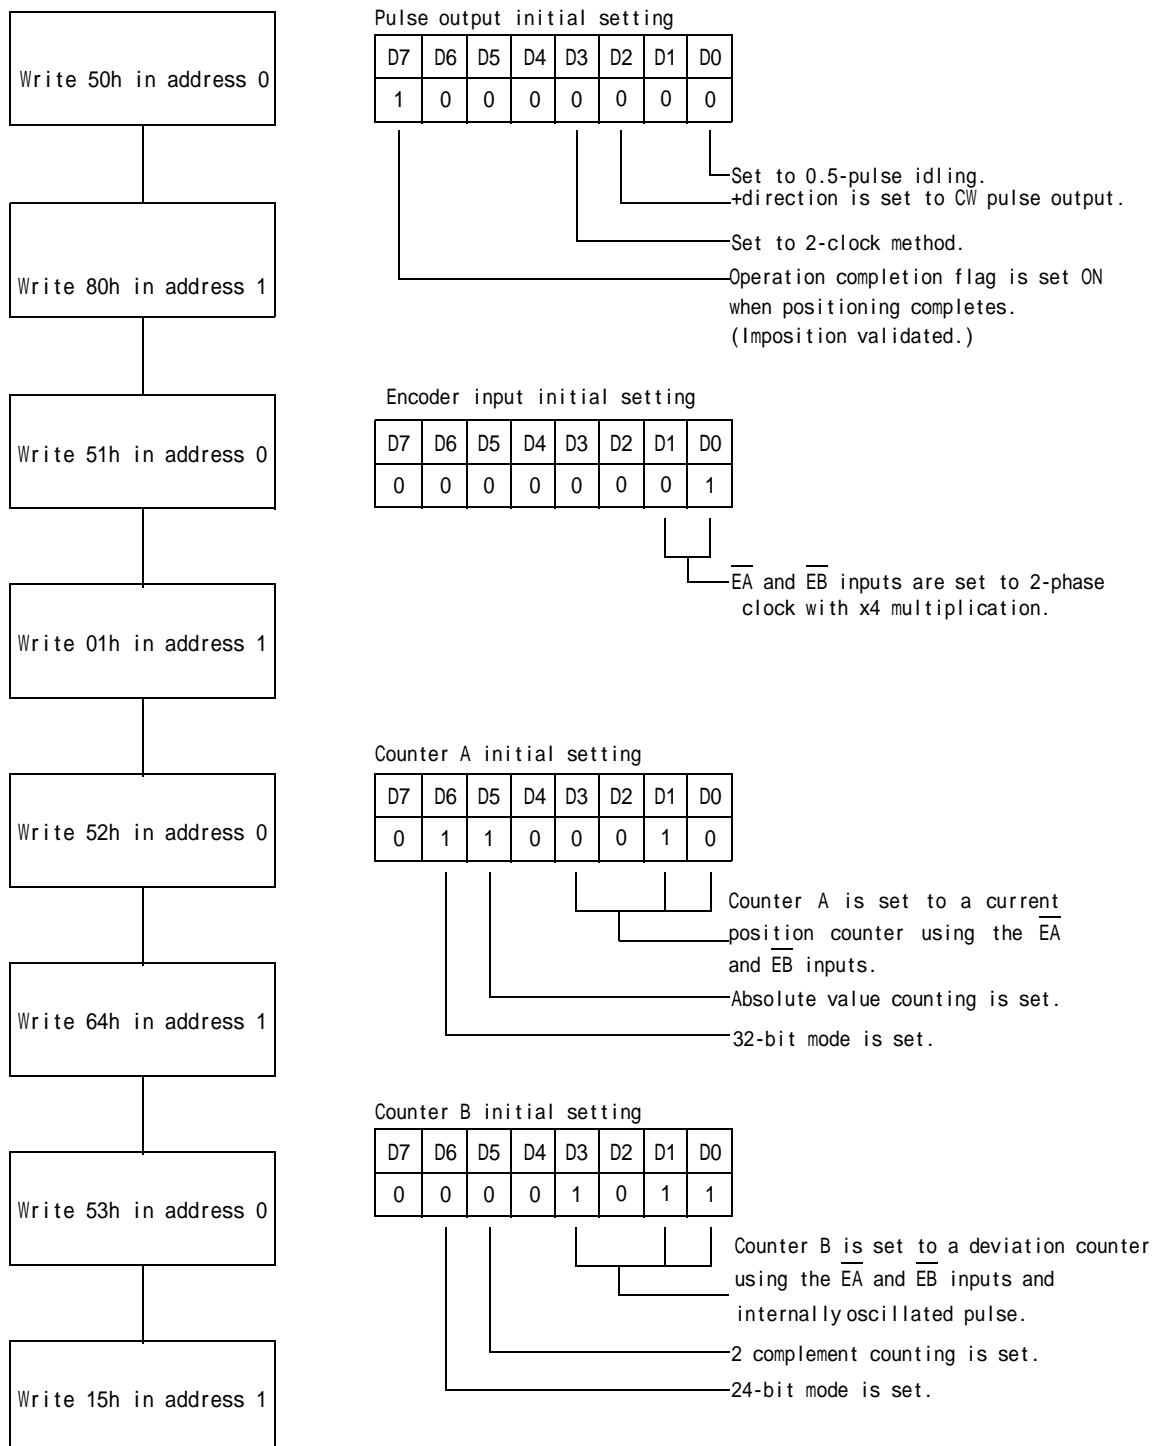 Write 50h in address 0
Write 80h in address 1
Write 51h in address 0
Write 01h in address 1
Write 52h in address 0
Write 64h in address 1
Write 53h in address 0
Write 15h in address 1
Pulse output initial setting
D7 D6 D5 D4 D3 D2 D1 D0
1 0 0 0 0 0 0 0
Set to 0.5-pulse idling.
+direction is set to CW pulse output.
Set to 2-clock method.
Operation completion flag is set ON
when positioning completes.
(Imposition validated.)
Encoder input initial setting
D7 D6 D5 D4 D3 D2 D1 D0
0 0 0 0 0 0 0 1
E̅A̅ and E̅B̅ inputs are set to 2-phase
clock with x4 multiplication.
Counter A initial setting
D7 D6 D5 D4 D3 D2 D1 D0
0 1 1 0 0 0 1 0
Counter A is set to a current
position counter using the E̅A̅
and E̅B̅ inputs.
Absolute value counting is set.
32-bit mode is set.
Counter B initial setting
D7 D6 D5 D4 D3 D2 D1 D0
0 0 0 0 1 0 1 1
Counter B is set to a deviation counter
using the E̅A̅ and E̅B̅ inputs and
internally oscillated pulse.
2 complement counting is set.
24-bit mode is set.